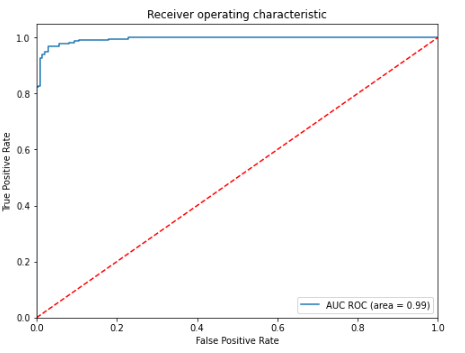 Receiver operating characteristic
True Positive Rate
1.0
0.8
0.6
0.4
0.2
0.0
AUC ROC (area = 0.99)
0.0 0.2 0.4 0.6 0.8 1.0
False Positive Rate